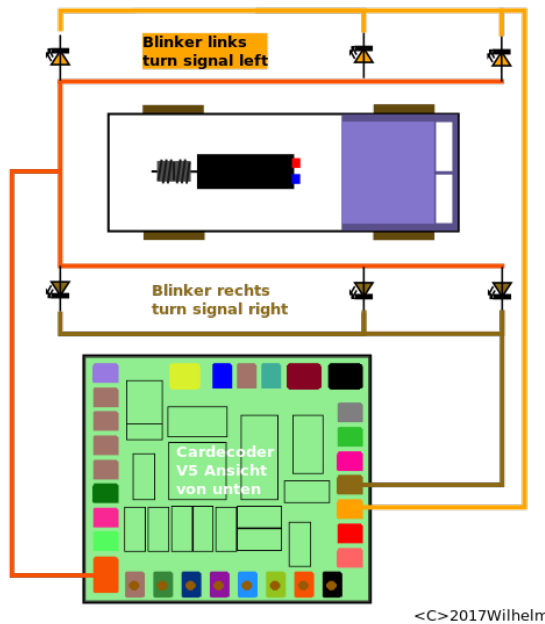 Blinker links
turn signal left
Blinker rechts
turn signal right
Cardecoder
V5 Ansicht
von unten
<C>2017Wilhelm